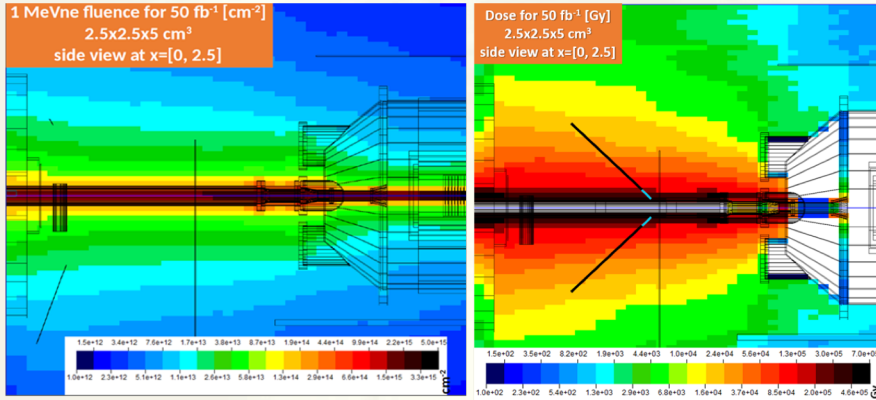 1 MeVne fluence for 50 fb-1 [cm-2]
2.5x2.5x5 cm3
side view at x=[0, 2.5]
Dose for 50 fb-1 [Gy]
2.5x2.5x5 cm3
side view at x=[0, 2.5]
1.5e+12 3.4e+12 7.6e+12 1.7e+13 3.8e+13 8.7e+13 1.9e+14 4.4e+14 9.9e+14 2.2e+15 5.0e+15
1.0e+12 2.3e+12 5.1e+12 1.1e+13 2.6e+13 5.8e+13 1.3e+14 2.9e+14 6.6e+14 1.5e+15 3.3e+15
cm-2
1.5e+02 3.5e+02 8.2e+02 1.9e+03 4.4e+03 1.0e+04 2.4e+04 5.6e+04 1.3e+05 3.0e+05 7.0e+0
1.0e+02 2.3e+02 5.4e+02 1.3e+03 2.9e+03 6.8e+03 1.6e+04 3.7e+04 8.5e+04 2.0e+05 4.6e+05
Gy